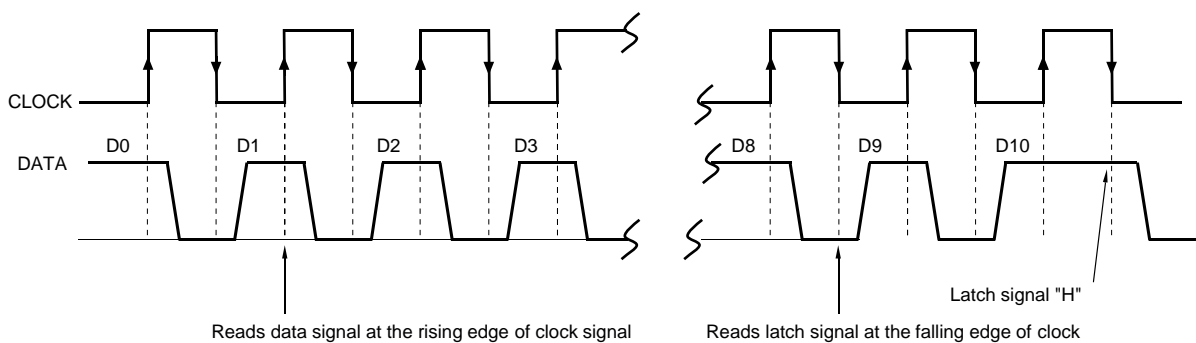 CLOCK
D0 D1 D2 D3 D8 D9 D10
DATA
Latch signal "H"
Reads data signal at the rising edge of clock signal
Reads latch signal at the falling edge of clock